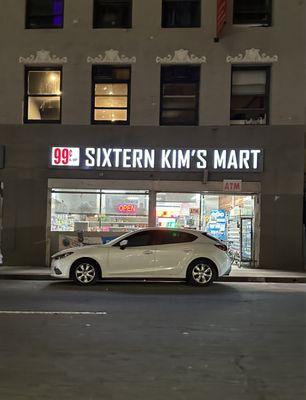 99¢ SIXTERN KIM'S MART
ATM
OPEN